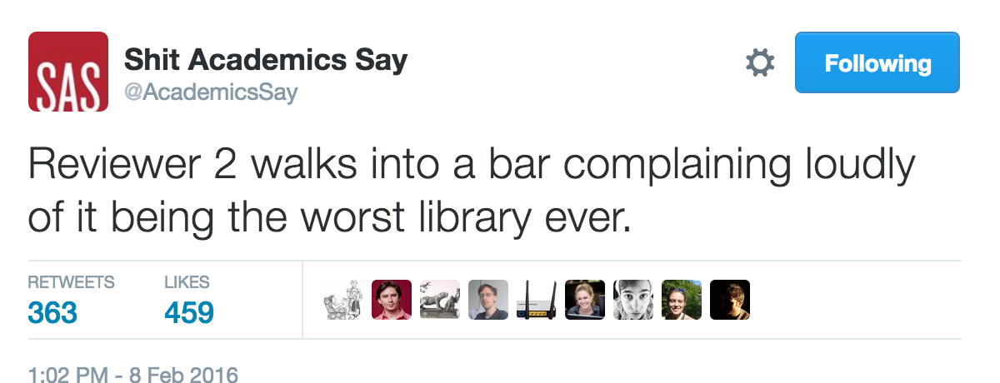 SAS
Shit Academics Say
@AcademicsSay
Following
Reviewer 2 walks into a bar complaining loudly
of it being the worst library ever.
RETWEETS LIKES
363 459
1:02 PM - 8 Feb 2016